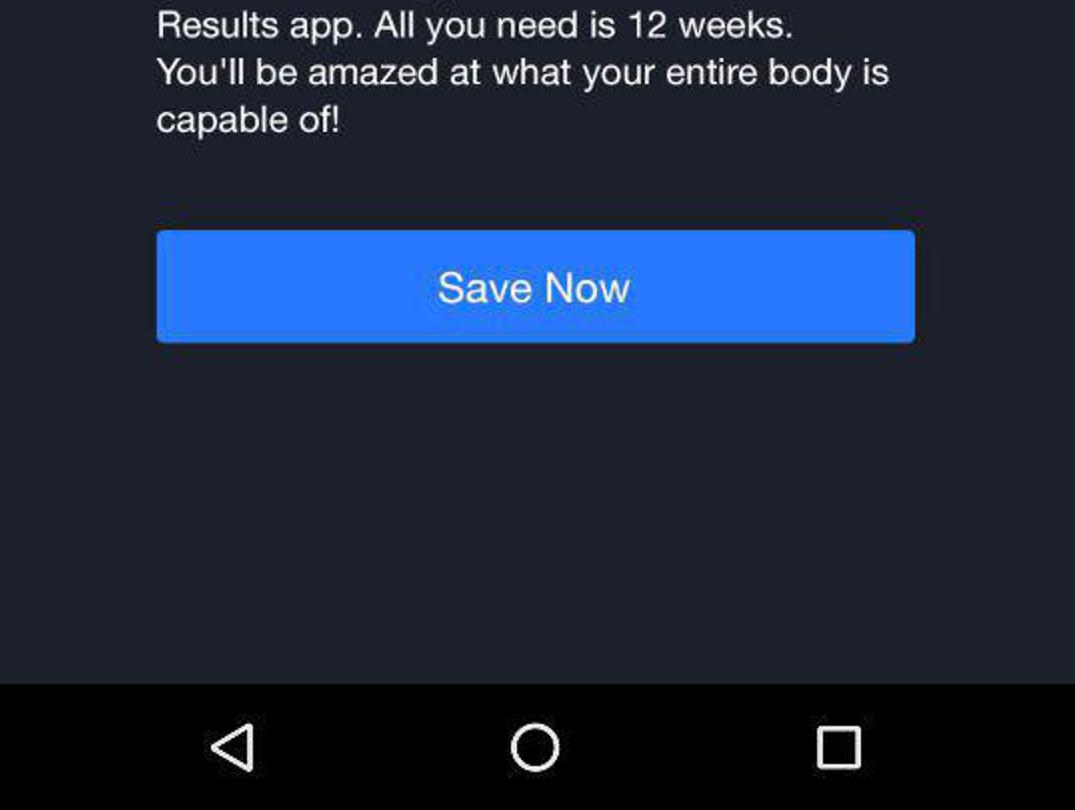 Results app. All you need is 12 weeks.
You'll be amazed at what your entire body is
capable of!
Save Now